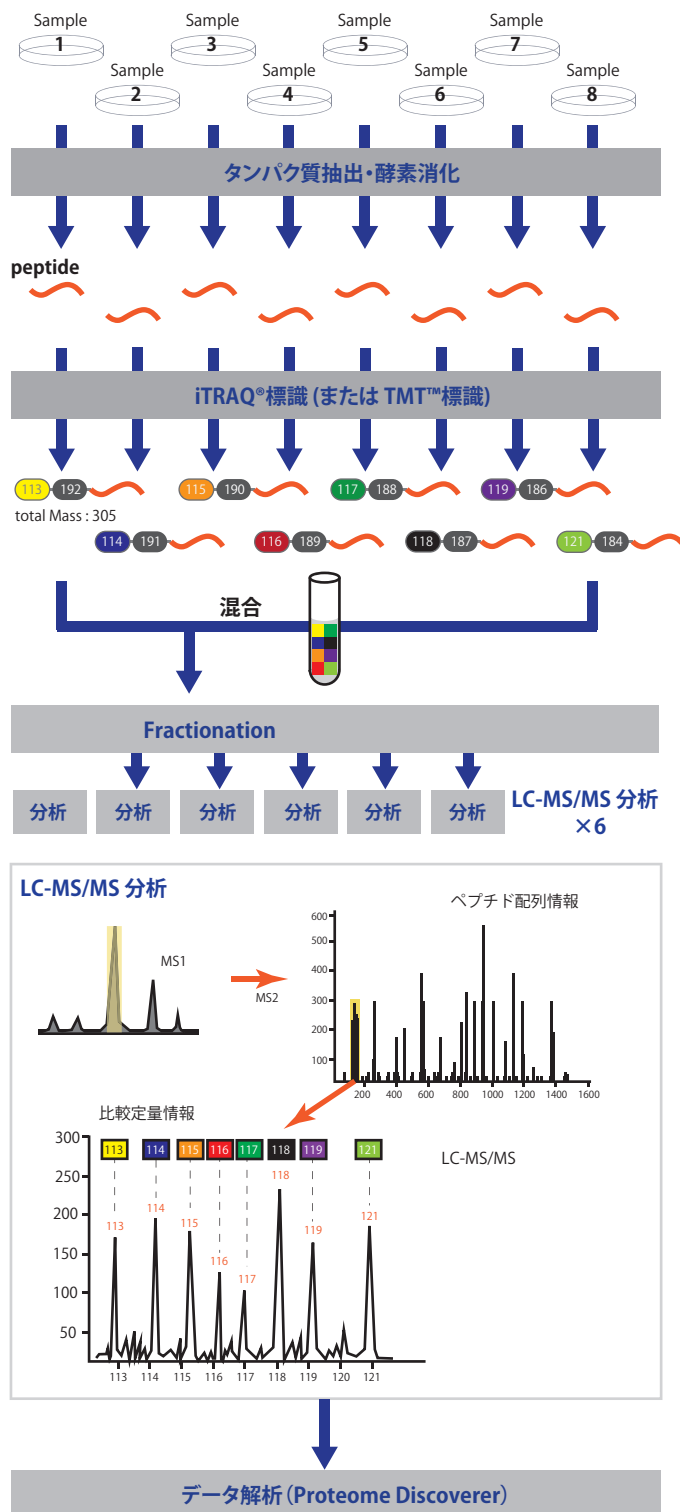 Sample
1
Sample
3
Sample
5
Sample
7
Sample
2
Sample
4
Sample
6
Sample
8
タンパク質抽出・酵素消化
peptide
iTRAQ®標識 (または TMT™標識)
113 192
115 190
117 188
119 186
total Mass : 305
114 191
116 189
118 187
121 184
混合
Fractionation
分析 分析 分析 分析 分析 分析
LC-MS/MS 分析
×6
LC-MS/MS 分析
ペプチド配列情報
MS1
MS2
600
500
400
300
200
100
200 400 600 800 1000 1200 1400 1600
比較定量情報
LC-MS/MS
300
250
200
150
100
50
113 114 115 116 117 118 119 121
118
114
121
113
115
119
116
117
113 114 115 116 117 118 119 120 121
データ解析（Proteome Discoverer）